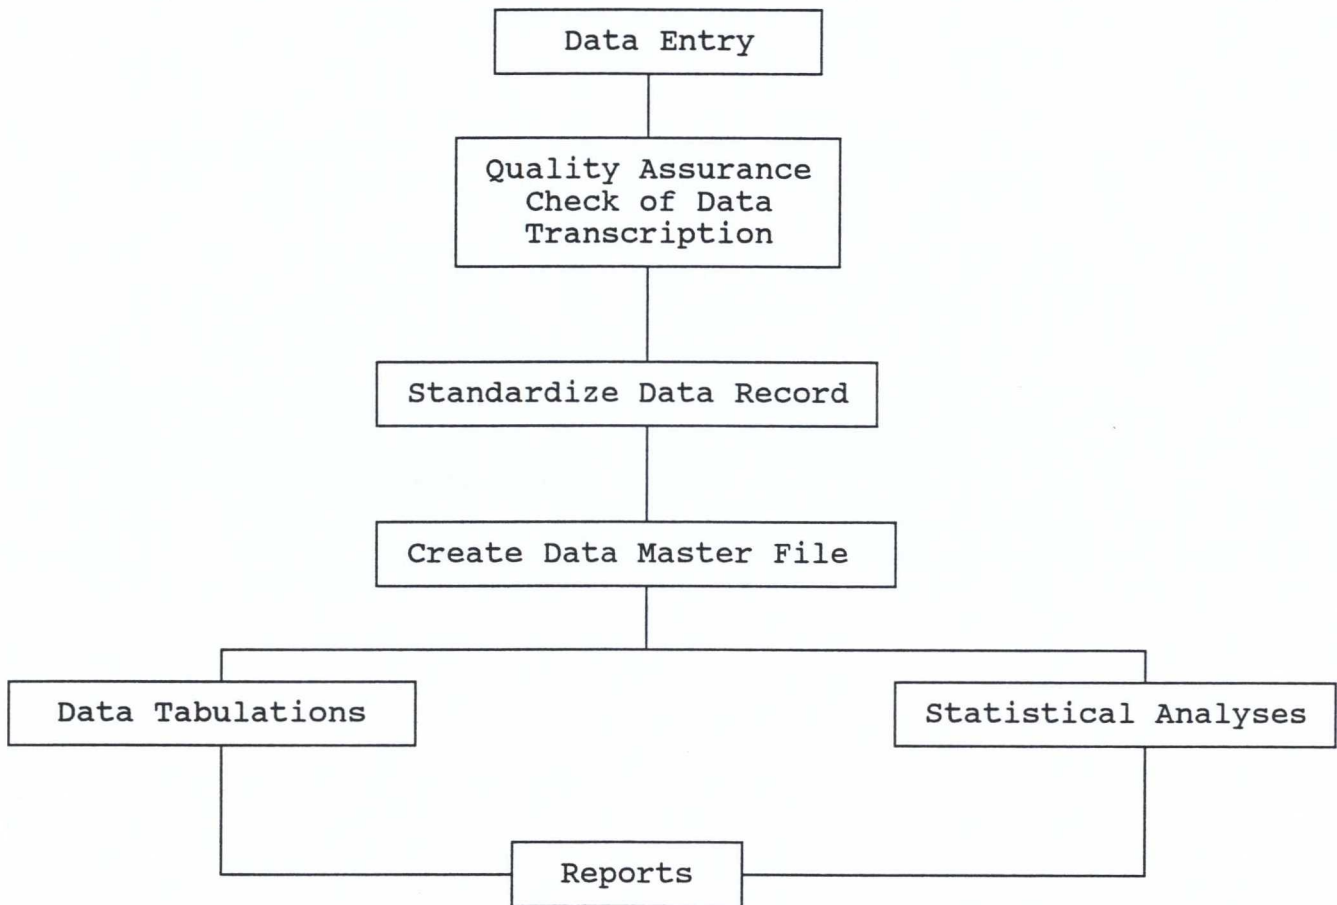 Data Entry
Quality Assurance
Check of Data
Transcription
Standardize Data Record
Create Data Master File
Data Tabulations
Statistical Analyses
Reports